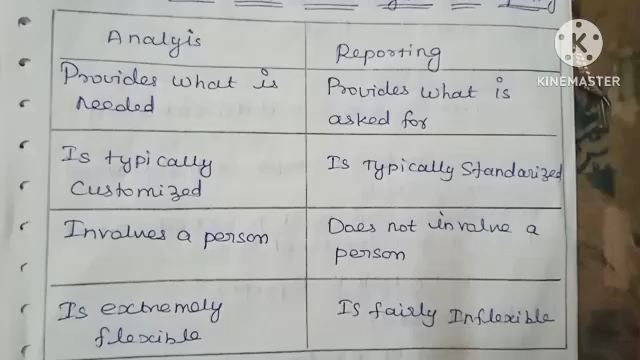 Analyis
Reporting
Provides what is
needed
Provides what is
asked for
Is typically
Customized
Is Typically Standarized
Involves a person
Does not involve a
person
Is extremely
flexible
Is fairly Inflexible
KINEMASTER